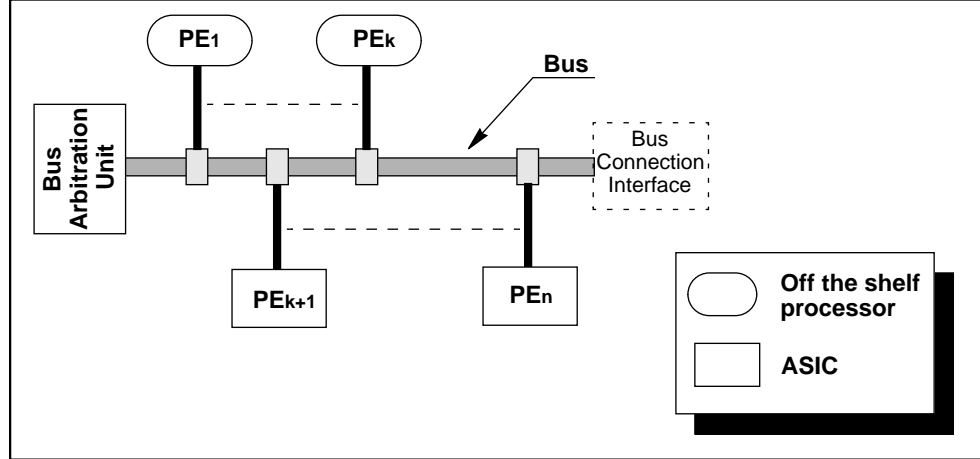 PE1
PEk
Bus
Bus
Arbitration
Unit
Bus
Connection
Interface
PEk+1
PEn
Off the shelf
processor
ASIC